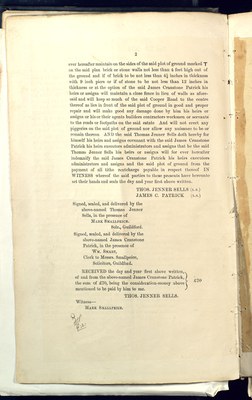 3
ever hereafter maintain on the sides of the said plot of ground marked T
on the said plan brick or stone walls not less than 4 feet high out of
the ground and if of brick to be not less than 4½ inches in thickness
with 9 inch piers or if of stone to be not less than 12 inches in
thickness or at the option of the said James Cranstone Patrick his
heirs or assigns will maintain a close fence in lieu of walls as aforesaid
and will keep so much of the said Cooper Road to the centre
thereof as lies in front of the said plot of ground in good and proper
repair and will make good any damage done by him his heirs or
assigns or his or their agents builders contractors workmen or servants
to the roads or footpaths on the said estate And will not erect any
piggeries on the said plot of ground nor allow any nuisance to be or
remain thereon AND the said Thomas Jenner Sells doth hereby for
himself his heirs and assigns covenant with the said James Cranstone
Patrick his heirs executors administrators and assigns that he the said
Thomas Jenner Sells his heirs or assigns will for ever hereafter
indemnify the said James Cranstone Patrick his heirs executors
administrators and assigns and the said plot of ground from the
payment of all tithe rentcharge payable in respect thereof IN
WITNESS whereof the said parties to these presents have hereunto
set their hands and seals the day and year first above written.
THOS. JENNER SELLS (L.S.)
JAMES C. PATRICK (L.S.)
Signed, sealed, and delivered by the
above-named Thomas Jenner
Sells, in the presence of
MARK SMALLPEICE,
Solr., Guildford.
Signed, sealed, and delivered by the
above-named James Cranstone
Patrick, in the presence of
WM. SMALLEY,
Clerk to Messrs. Smallpeice,
Solicitors, Guildford.
RECEIVED the day and year first above written,
of and from the above-named James Cranstone Patrick,
the sum of £70, being the consideration-money above
mentioned to be paid by him to me.
£70
THOS. JENNER SELLS.
Witness—
MARK SMALLPEICE.